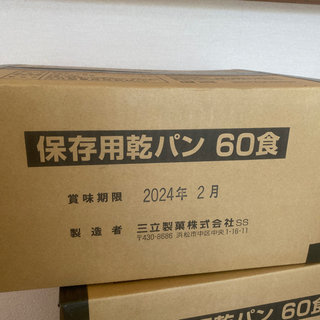 保存用乾パン 60食
賞味期限 2024年 2月
製造者 三立製菓株式会社SS
〒430-8685 浜松市中区中央1-16-11
用乾パン 60食